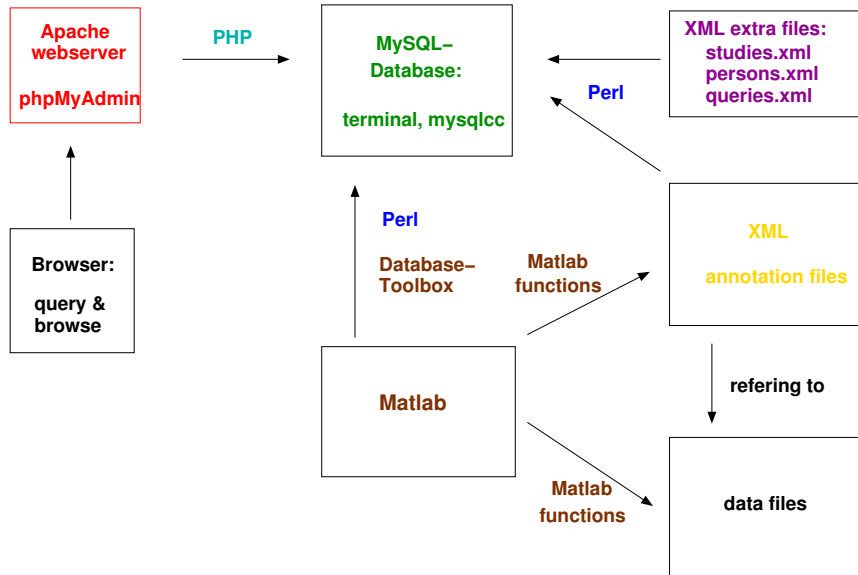 Apache
webserver
phpMyAdmin
PHP
MySQL–
Database:
terminal, mysqlcc
XML extra files:
studies.xml
persons.xml
queries.xml
Perl
Browser:
query &
browse
Perl
Database–
Toolbox
Matlab
functions
XML
annotation files
Matlab
refering to
Matlab
functions
data files